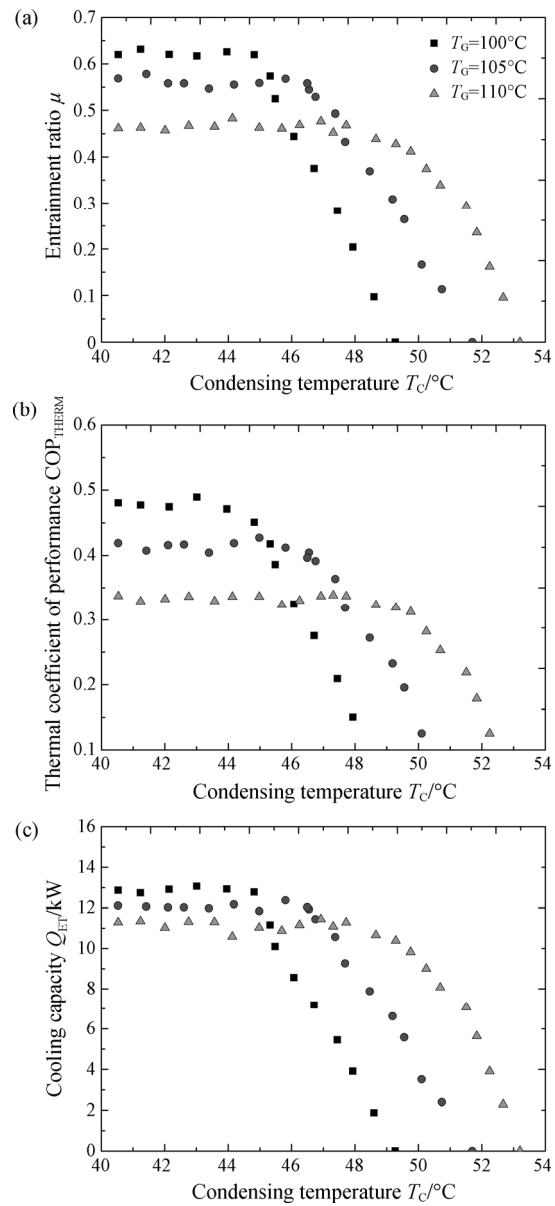 (a)
0.7
0.6
0.5
0.4
0.3
0.2
0.1
0
Entrainment ratio μ
TG=100°C
TG=105°C
TG=110°C
40 42 44 46 48 50 52 54
Condensing temperature TC/°C
(b)
0.6
0.5
0.4
0.3
0.2
0.1
Thermal coefficient of performance COPTHERM
40 42 44 46 48 50 52 54
Condensing temperature TC/°C
(c)
16
14
12
10
8
6
4
2
0
Cooling capacity QET/kW
40 42 44 46 48 50 52 54
Condensing temperature TC/°C